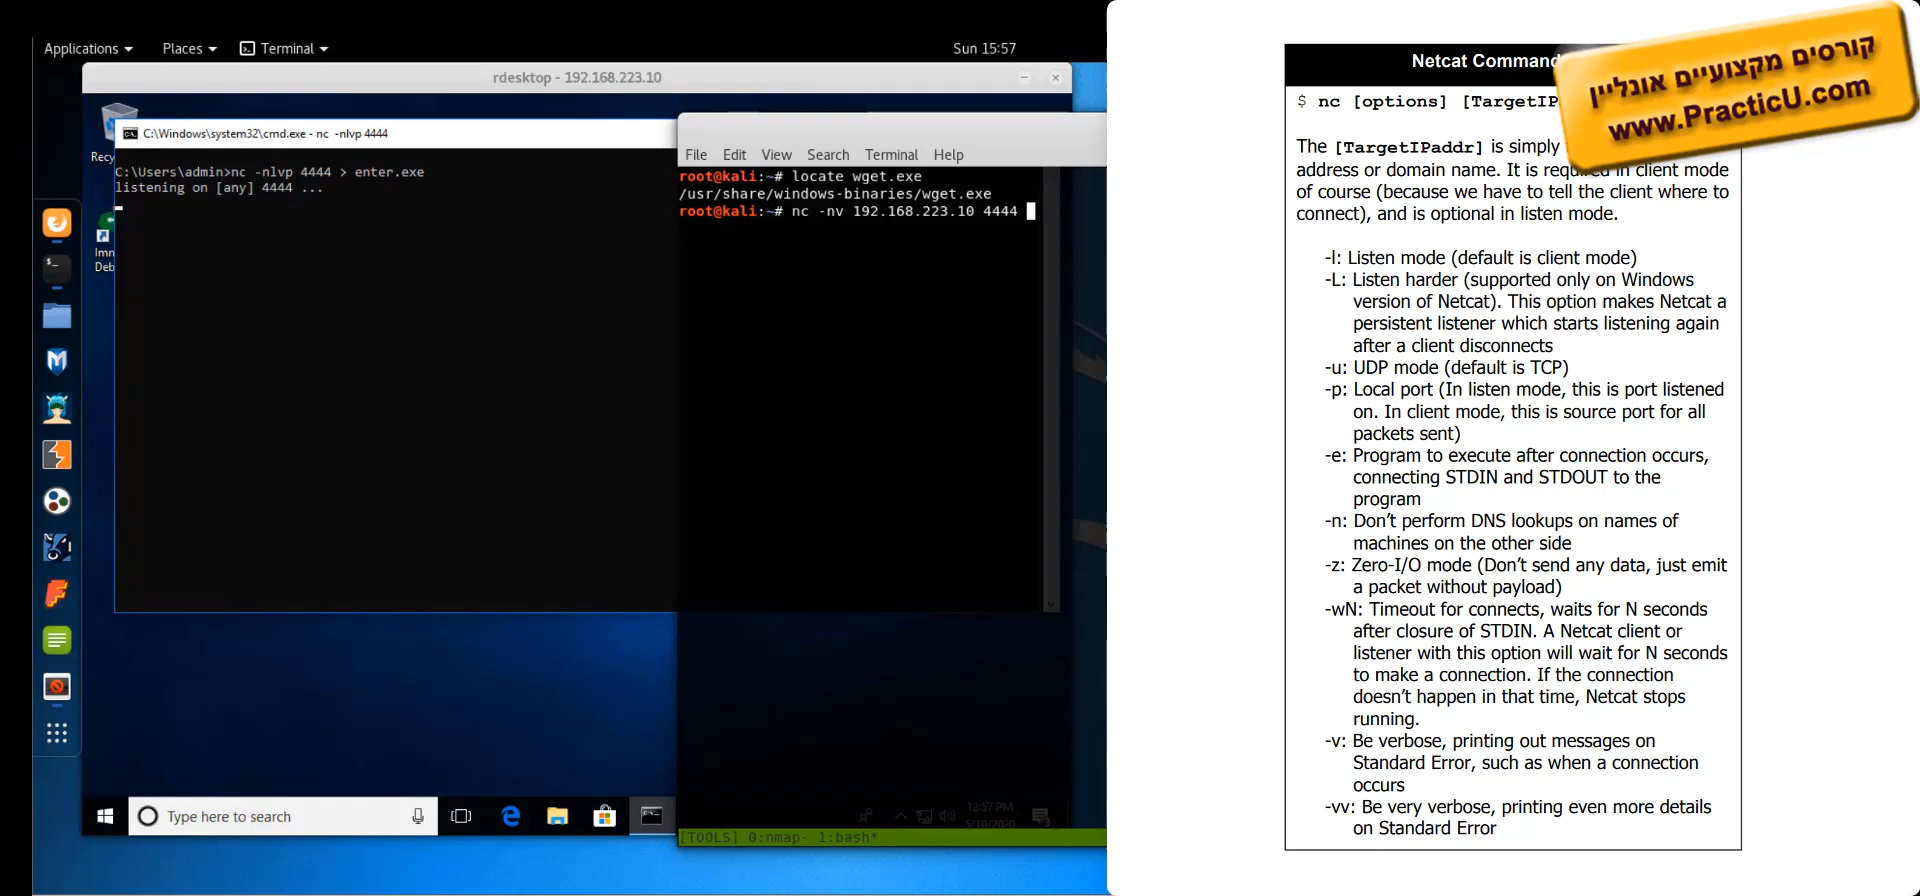 Applications
Places
Terminal
Sun 15:57
rdesktop - 192.168.223.10
C:\Windows\system32\cmd.exe - nc -nlvp 4444
Recy
C:\Users\admin>nc -nlvp 4444 > enter.exe
listening on [any] 4444 ...
Imm
Deb
File Edit View Search Terminal Help
root@kali:~# locate wget.exe
/usr/share/windows-binaries/wget.exe
root@kali:~# nc -nv 192.168.223.10 4444
Type here to search
12:57 PM
5/10/2020
[TOOLS] 0:nmap- 1:bash*
Netcat Command
קורסים מקצועיים אונליין
www.PracticU.com
$ nc [options] [TargetIP
The [TargetIPaddr] is simply
address or domain name. It is required in client mode
of course (because we have to tell the client where to
connect), and is optional in listen mode.
-l: Listen mode (default is client mode)
-L: Listen harder (supported only on Windows
version of Netcat). This option makes Netcat a
persistent listener which starts listening again
after a client disconnects
-u: UDP mode (default is TCP)
-p: Local port (In listen mode, this is port listened
on. In client mode, this is source port for all
packets sent)
-e: Program to execute after connection occurs,
connecting STDIN and STDOUT to the
program
-n: Don’t perform DNS lookups on names of
machines on the other side
-z: Zero-I/O mode (Don’t send any data, just emit
a packet without payload)
-wN: Timeout for connects, waits for N seconds
after closure of STDIN. A Netcat client or
listener with this option will wait for N seconds
to make a connection. If the connection
doesn’t happen in that time, Netcat stops
running.
-v: Be verbose, printing out messages on
Standard Error, such as when a connection
occurs
-vv: Be very verbose, printing even more details
on Standard Error